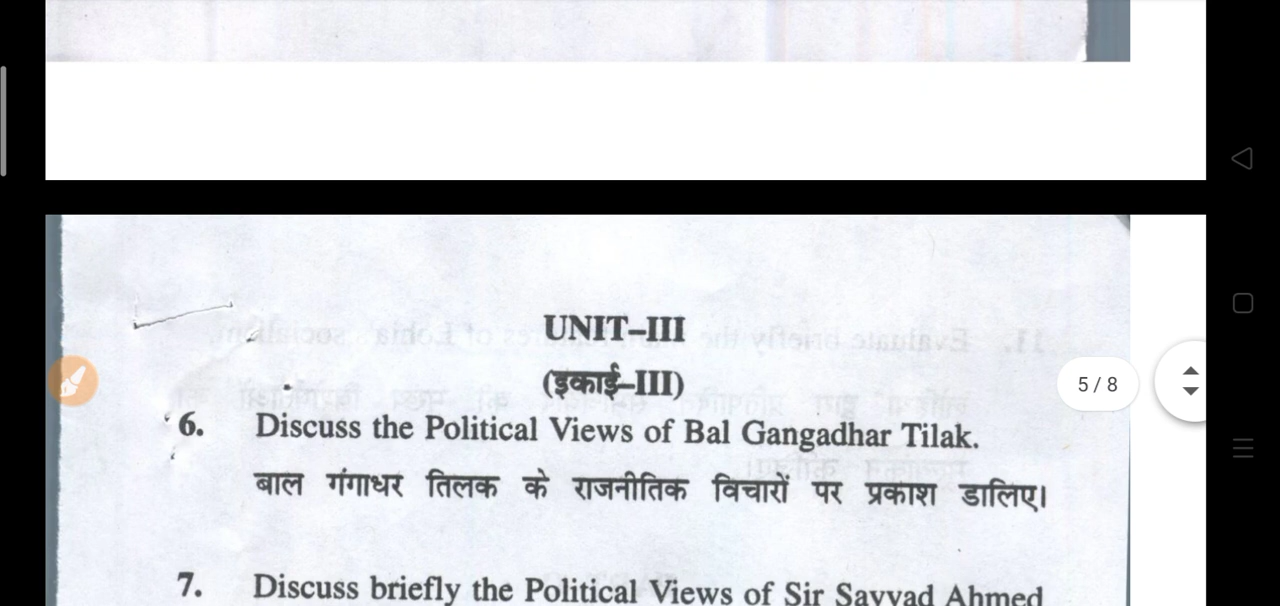 UNIT–III
(इकाई–III)
5 / 8
6. Discuss the Political Views of Bal Gangadhar Tilak.
बाल गंगाधर तिलक के राजनीतिक विचारों पर प्रकाश डालिए।
7. Discuss briefly the Political Views of Sir Sayyad Ahmed